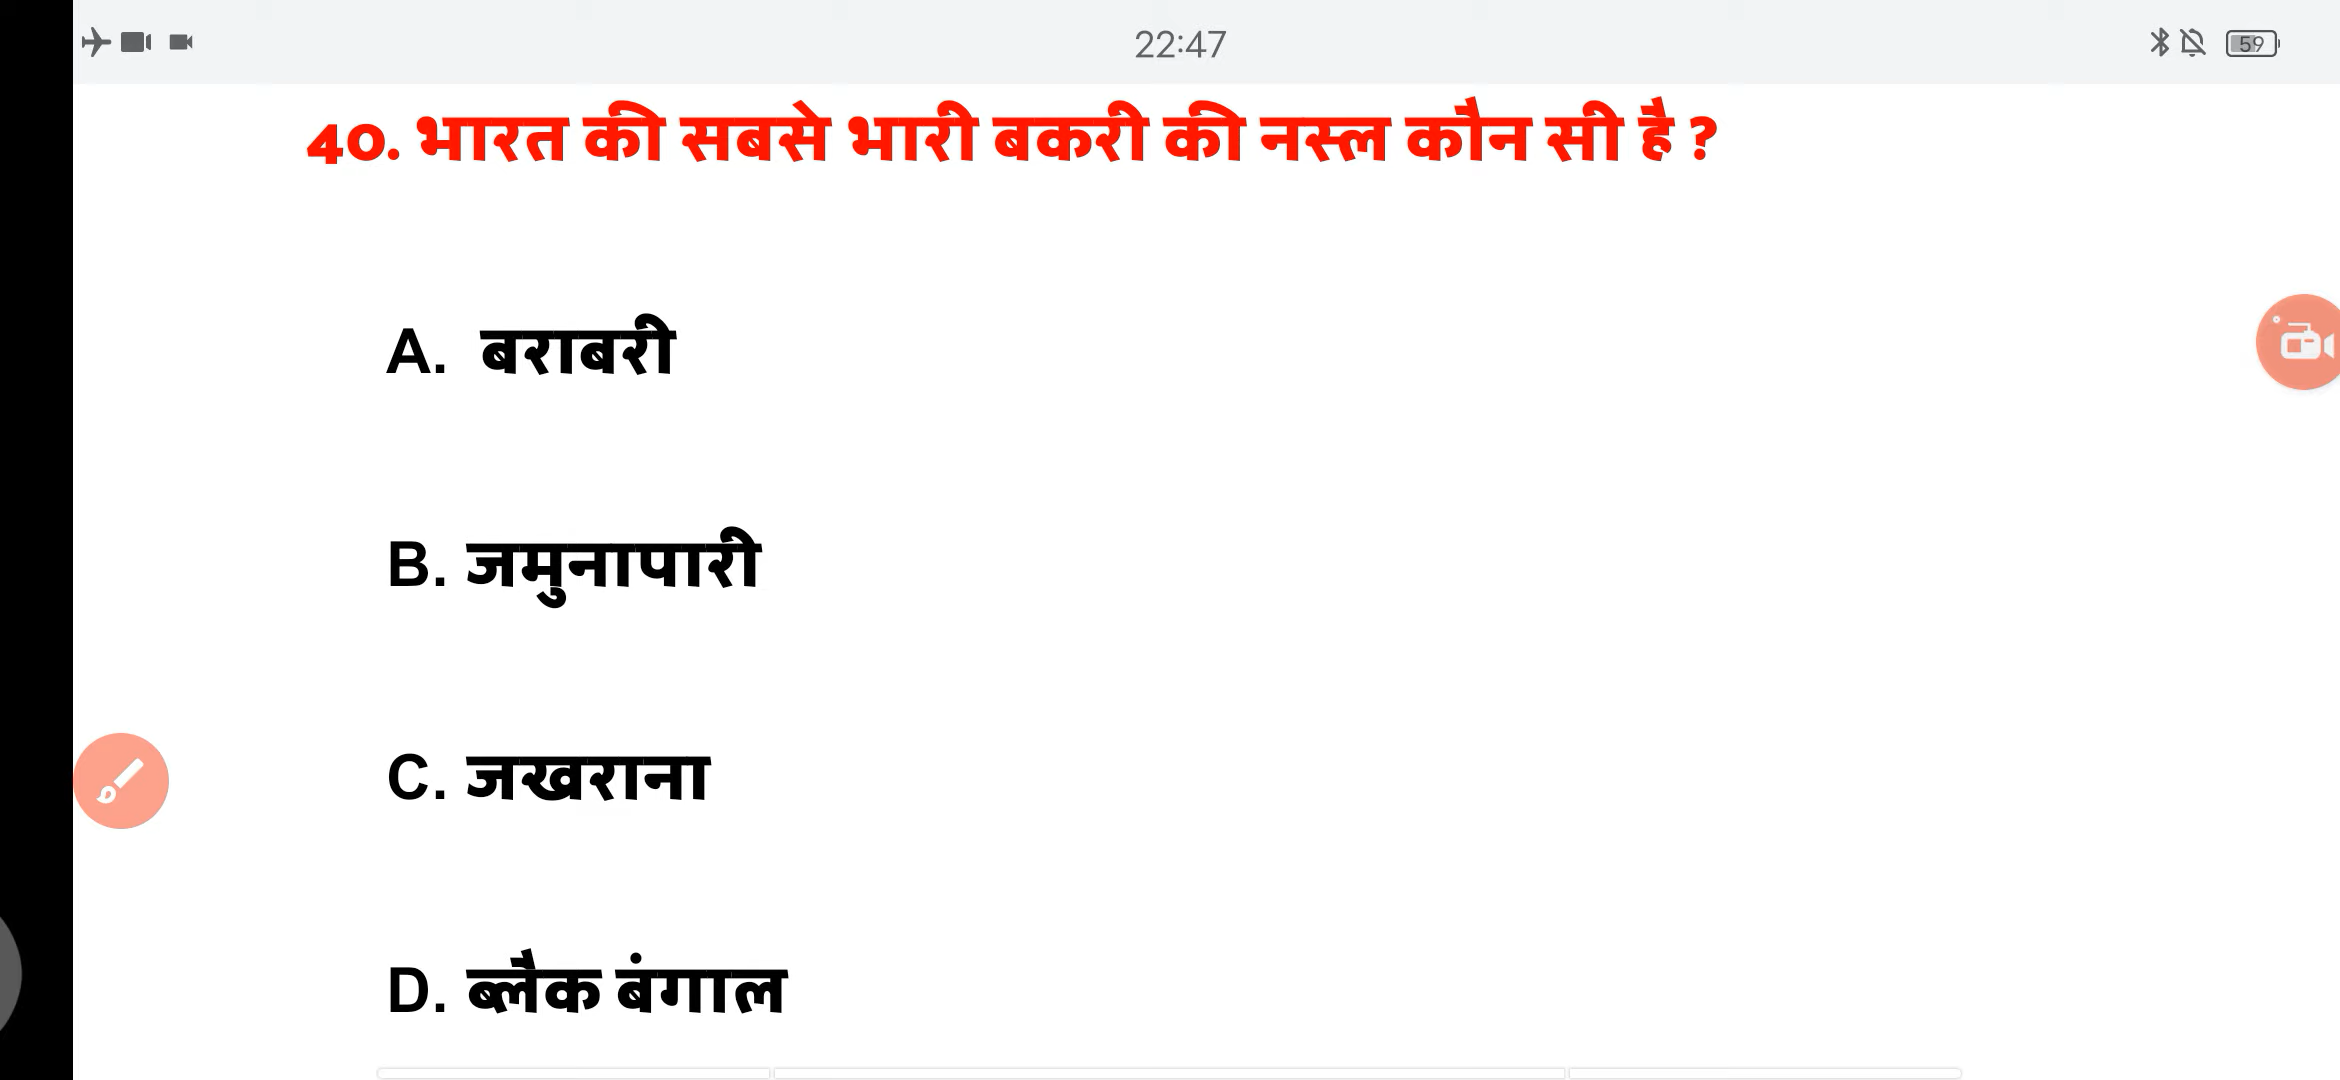 22:47
59
40. भारत की सबसे भारी बकरी की नस्ल कौन सी है ?
A. बराबरी
B. जमुनापारी
C. जखराना
D. ब्लैक बंगाल